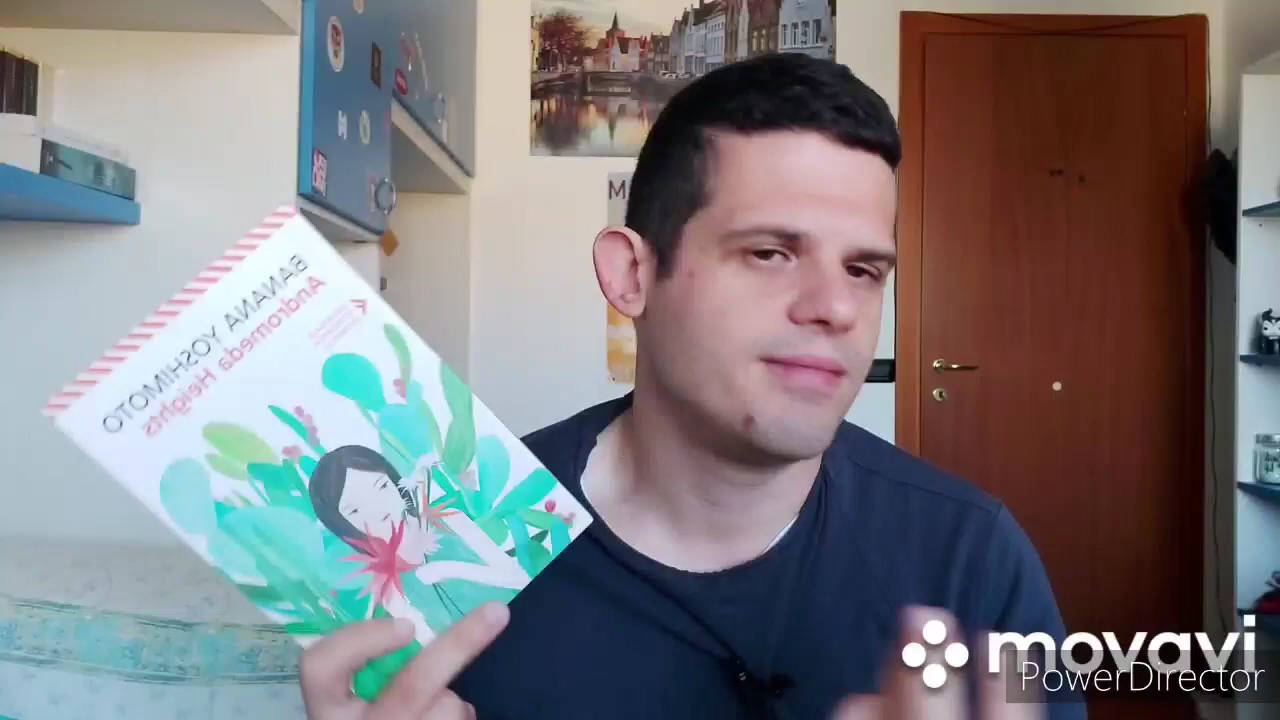 BANANA YOSHIMOTO
Andromeda Heights
M
movavi
PowerDirector